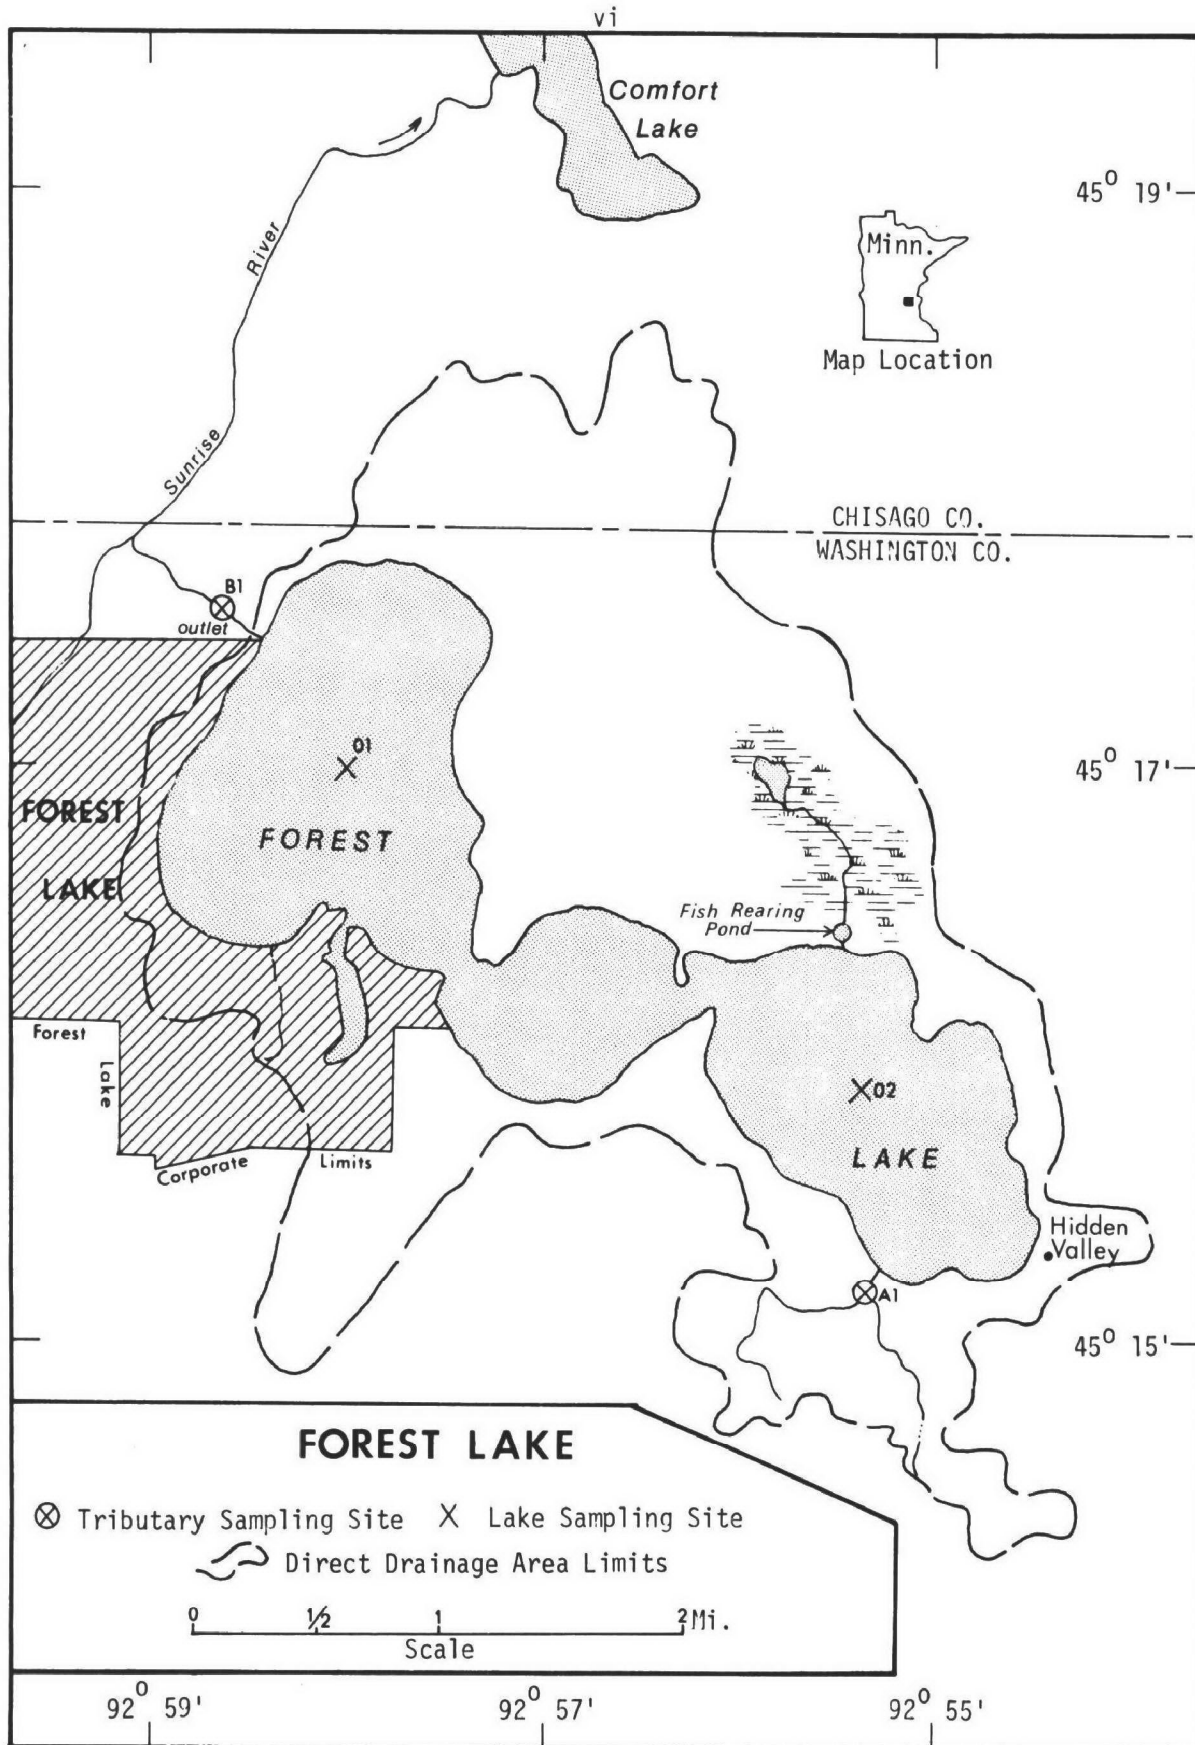 vi
Comfort
Lake
45° 19'
Minn.
Map Location
River
Sunrise
CHISAGO CO.
WASHINGTON CO.
B1
outlet
01
45° 17'
FOREST
LAKE
FOREST
Fish Rearing
Pond
Forest
Lake
Corporate
Limits
02
LAKE
Hidden
Valley
A1
45° 15'
FOREST LAKE
Tributary Sampling Site X Lake Sampling Site
Direct Drainage Area Limits
0 1/2 1 2 Mi.
Scale
92° 59' 92° 57' 92° 55'